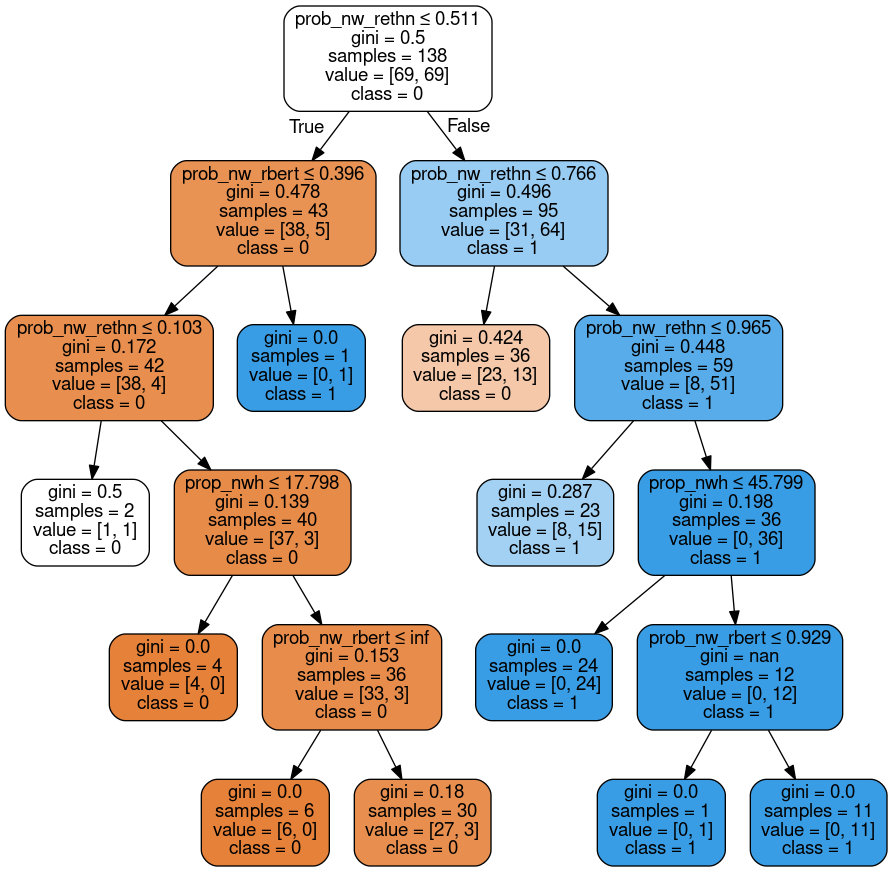 prob_nw_rethn ≤ 0.511
gini = 0.5
samples = 138
value = [69, 69]
class = 0
True
False
prob_nw_rbert ≤ 0.396
gini = 0.478
samples = 43
value = [38, 5]
class = 0
prob_nw_rethn ≤ 0.766
gini = 0.496
samples = 95
value = [31, 64]
class = 1
prob_nw_rethn ≤ 0.103
gini = 0.172
samples = 42
value = [38, 4]
class = 0
gini = 0.0
samples = 1
value = [0, 1]
class = 1
gini = 0.424
samples = 36
value = [23, 13]
class = 0
prob_nw_rethn ≤ 0.965
gini = 0.448
samples = 59
value = [8, 51]
class = 1
gini = 0.5
samples = 2
value = [1, 1]
class = 0
prop_nwh ≤ 17.798
gini = 0.139
samples = 40
value = [37, 3]
class = 0
gini = 0.287
samples = 23
value = [8, 15]
class = 1
prop_nwh ≤ 45.799
gini = 0.198
samples = 36
value = [0, 36]
class = 1
gini = 0.0
samples = 4
value = [4, 0]
class = 0
prob_nw_rbert ≤ inf
gini = 0.153
samples = 36
value = [33, 3]
class = 0
gini = 0.0
samples = 24
value = [0, 24]
class = 1
prob_nw_rbert ≤ 0.929
gini = nan
samples = 12
value = [0, 12]
class = 1
gini = 0.0
samples = 6
value = [6, 0]
class = 0
gini = 0.18
samples = 30
value = [27, 3]
class = 0
gini = 0.0
samples = 1
value = [0, 1]
class = 1
gini = 0.0
samples = 11
value = [0, 11]
class = 1